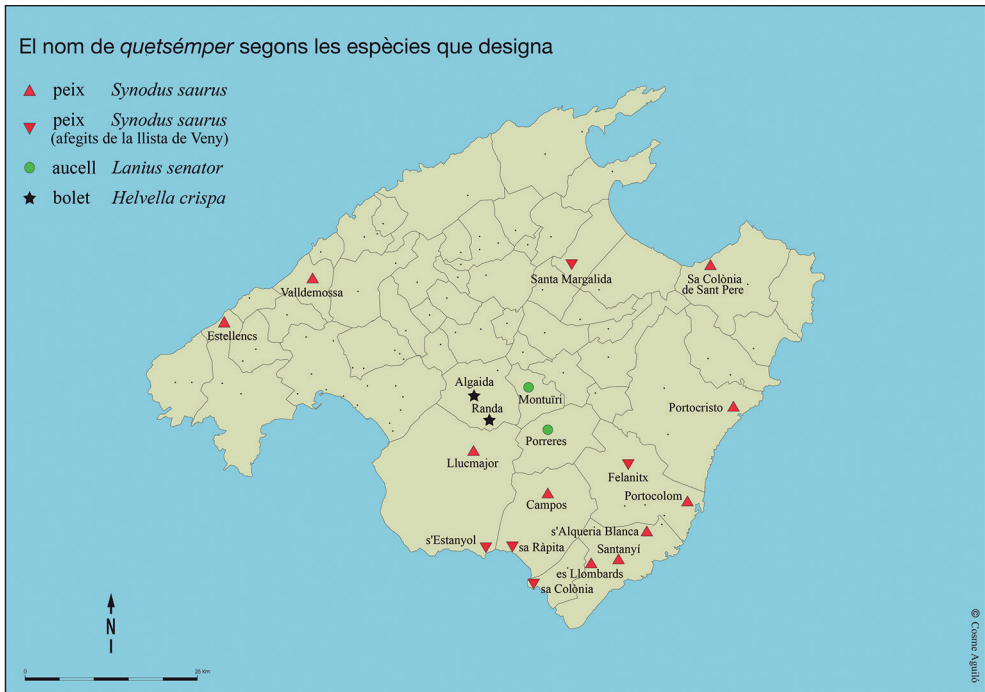 El nom de quetsémper segons les espècies que designa
peix Synodus saurus
peix Synodus saurus
(afegits de la llista de Veny)
aucell Lanius senator
bolet Helvella crispa
Santa Margalida
Sa Colònia
de Sant Pere
Valldemossa
Estellencs
Algaida
Montuïri
Randa
Portocristo
Porreres
Llucmajor
Felanitx
Campos
Portocolom
s'Alqueria Blanca
s'Estanyol
sa Ràpita
Santanyí
es Llombards
sa Colònia
N
0
25 Km
© Cosme Aguiló